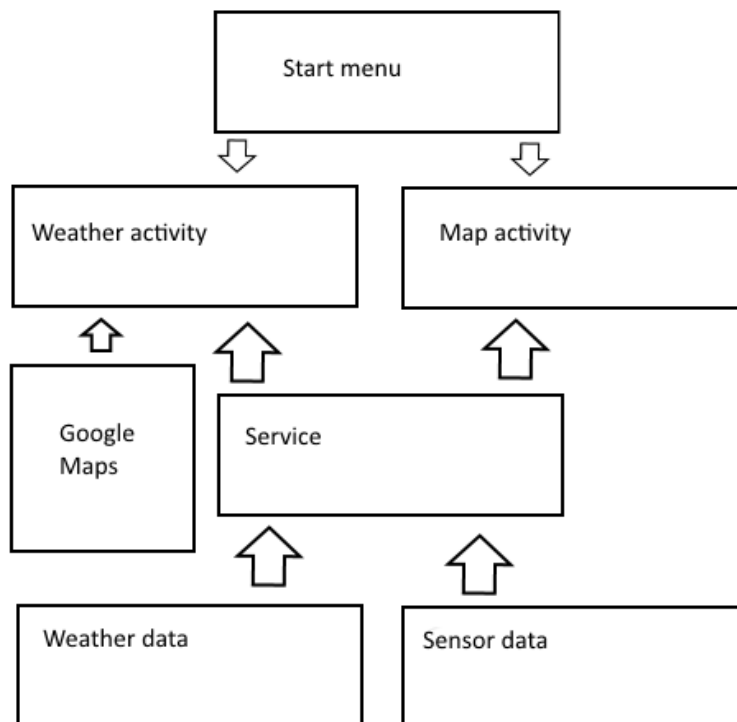 Start menu
Weather activity
Map activity
Google
Maps
Service
Weather data
Sensor data